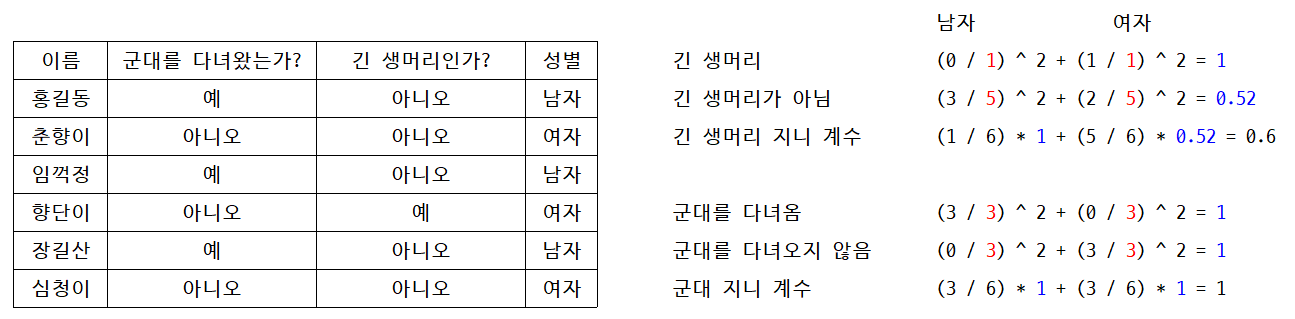 이름 군대를 다녀왔는가? 긴 생머리인가? 성별
홍길동 예 아니오 남자
춘향이 아니오 아니오 여자
임꺽정 예 아니오 남자
향단이 아니오 예 여자
장길산 예 아니오 남자
심청이 아니오 아니오 여자
남자 여자
긴 생머리 (0 / 1) ^ 2 + (1 / 1) ^ 2 = 1
긴 생머리가 아님 (3 / 5) ^ 2 + (2 / 5) ^ 2 = 0.52
긴 생머리 지니 계수 (1 / 6) * 1 + (5 / 6) * 0.52 = 0.6
군대를 다녀옴 (3 / 3) ^ 2 + (0 / 3) ^ 2 = 1
군대를 다녀오지 않음 (0 / 3) ^ 2 + (3 / 3) ^ 2 = 1
군대 지니 계수 (3 / 6) * 1 + (3 / 6) * 1 = 1